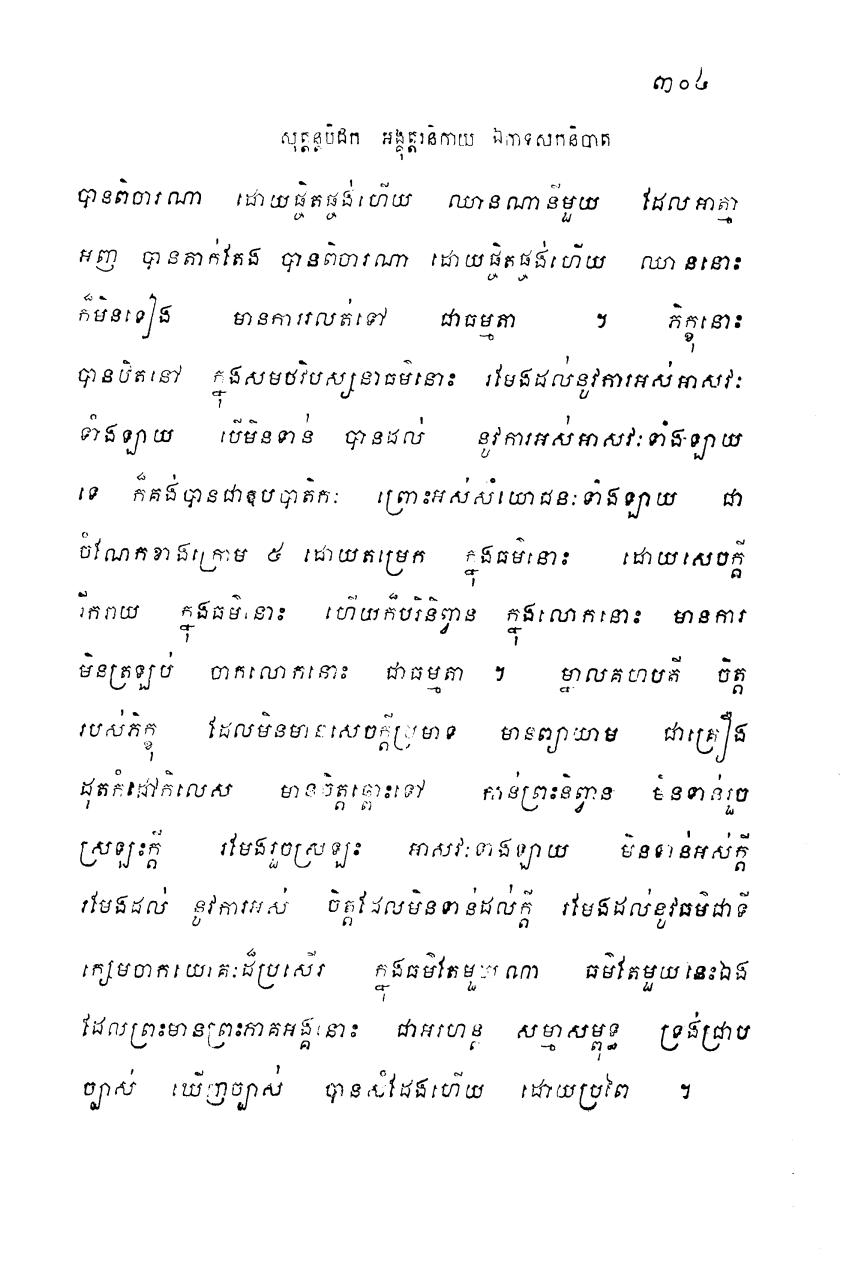 ៣០៤
សុត្តន្តបិដក អង្គុត្តរនិកាយ ឯកាទសកនិបាត
បានពិចារណា ដោយផ្ចិតផ្ចង់ហើយ ឈានណានីមួយ ដែលអាត្មា
អញ បានតាក់តែង បានពិចារណា ដោយផ្ចិតផ្ចង់ហើយ ឈាននោះ
ក៏មិនទៀង មានការរលត់ទៅ ជាធម្មតា ។ ភិក្ខុនោះ
បានឋិតនៅ ក្នុងសមថវិបស្សនាធម៌នោះ រមែងដល់នូវការអស់អាសវៈ
ទាំងឡាយ បើមិនទាន់ បានដល់ នូវការអស់អាសវៈទាំងឡាយ
ទេ ក៏គង់បានជាឧបបាតិកៈ ព្រោះអស់សំយោជនៈទាំងឡាយ ជា
ចំណែកខាងក្រោម ៥ ដោយតម្រេក ក្នុងធម៌នោះ ដោយសេចក្តី
រីករាយ ក្នុងធម៌នោះ ហើយក៏បរិនិព្វាន ក្នុងលោកនោះ មានការ
មិនត្រឡប់ ចាកលោកនោះ ជាធម្មតា ។ ម្នាលគហបតី ចិត្ត
របស់ភិក្ខុ ដែលមិនមានសេចក្តីប្រមាទ មានព្យាយាម ជាគ្រឿង
ដុតកំដៅកិលេស មានចិត្តឆ្ពោះទៅ កាន់ព្រះនិព្វាន មិនទាន់រួច
ស្រឡះក្តី រមែងរួចស្រឡះ អាសវៈទាំងឡាយ មិនទាន់អស់ក្តី
រមែងដល់ នូវការអស់ ចិត្តដែលមិនទាន់ដល់ក្តី រមែងដល់នូវធម៌ជាទី
ក្សេមចាកយោគៈដ៏ប្រសើរ ក្នុងធម៌តែមួយណា ធម៌តែមួយនេះឯង
ដែលព្រះមានព្រះភាគអង្គនោះ ជាអរហន្ត សម្មាសម្ពុទ្ធ ទ្រង់ជ្រាប
ច្បាស់ ឃើញច្បាស់ បានសំដែងហើយ ដោយប្រពៃ ។